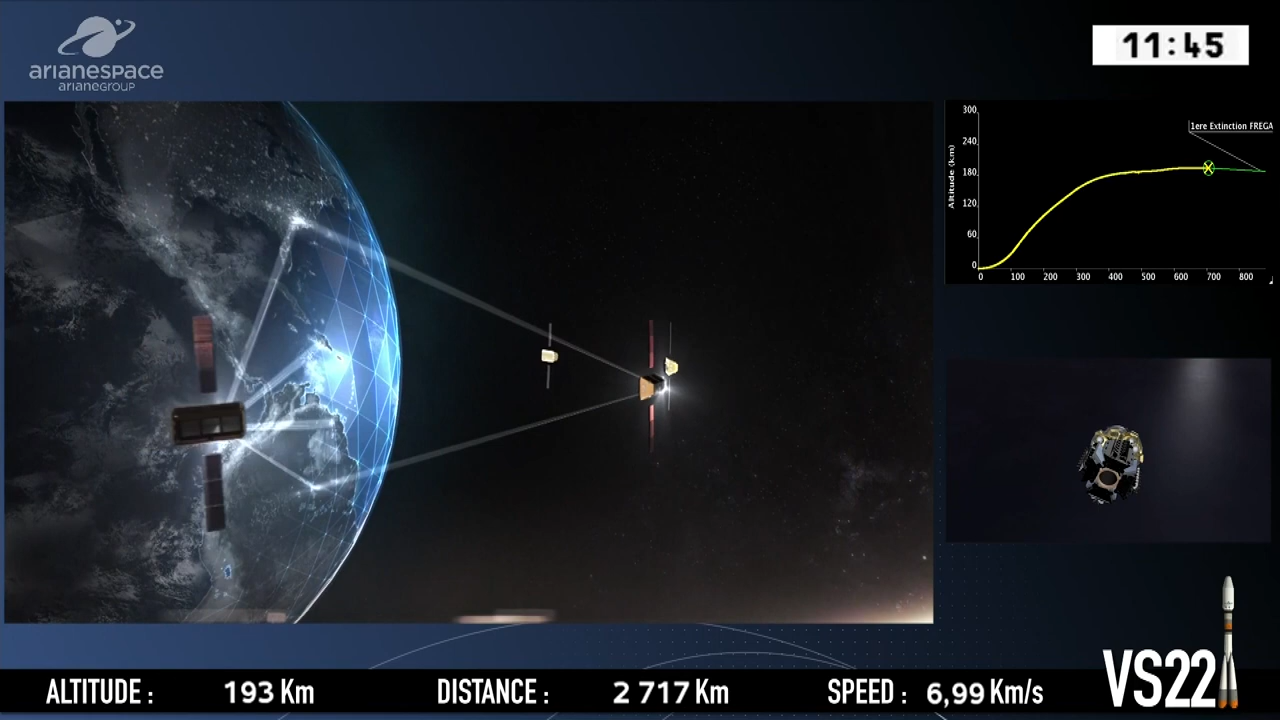 arianespace
arianeGROUP
11:45
300
240
180
120
60
0
Altitude (km)
1ere Extinction FREGA
0 100 200 300 400 500 600 700 800
VS22
ALTITUDE : 193 Km DISTANCE : 2 717 Km SPEED : 6,99 Km/s